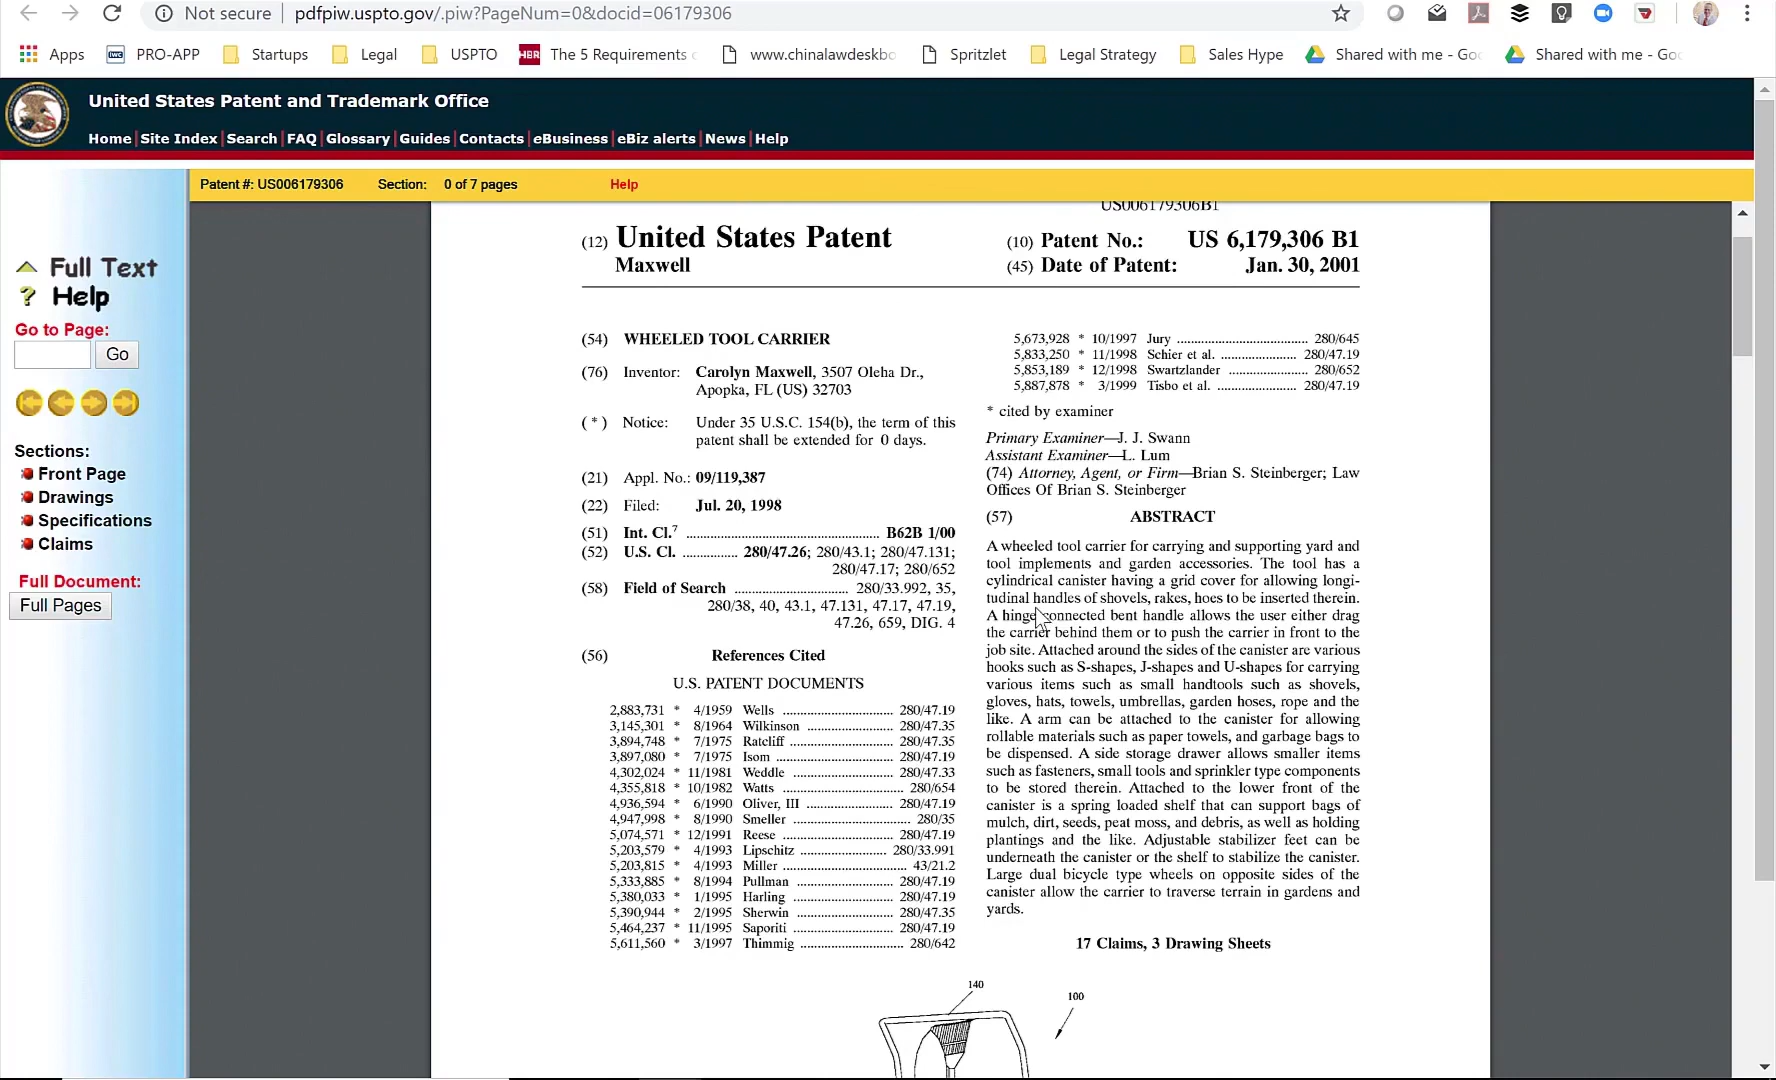 Not secure | pdfpiw.uspto.gov/.piw?PageNum=0&docid=06179306
Apps PRO-APP Startups Legal USPTO HBR The 5 Requirements www.chinalawdeskbo Spritzlet Legal Strategy Sales Hype Shared with me - Goo Shared with me - Goo
United States Patent and Trademark Office
Home | Site Index | Search | FAQ | Glossary | Guides | Contacts | eBusiness | eBiz alerts | News | Help
Patent #: US006179306 Section: 0 of 7 pages Help
Full Text
? Help
Go to Page:
Go
Sections:
Front Page
Drawings
Specifications
Claims
Full Document:
Full Pages
US006179306B1
(12) United States Patent
Maxwell
(10) Patent No.: US 6,179,306 B1
(45) Date of Patent: Jan. 30, 2001
(54) WHEELED TOOL CARRIER
(76) Inventor: Carolyn Maxwell, 3507 Oleha Dr.,
Apopka, FL (US) 32703
( * ) Notice: Under 35 U.S.C. 154(b), the term of this
patent shall be extended for 0 days.
(21) Appl. No.: 09/119,387
(22) Filed: Jul. 20, 1998
(51) Int. Cl.7 ................................................ B62B 1/00
(52) U.S. Cl. ............... 280/47.26; 280/43.1; 280/47.131;
280/47.17; 280/652
(58) Field of Search .............................. 280/33.992, 35,
280/38, 40, 43.1, 47.131, 47.17, 47.19,
47.26, 659, DIG. 4
(56) References Cited
U.S. PATENT DOCUMENTS
2,883,731 * 4/1959 Wells ................................ 280/47.19
3,145,301 * 8/1964 Wilkinson ......................... 280/47.35
3,894,748 * 7/1975 Ratcliff .............................. 280/47.35
3,897,080 * 7/1975 Isom .................................. 280/47.19
4,302,024 * 11/1981 Weddle ............................. 280/47.33
4,355,818 * 10/1982 Watts ................................ 280/654
4,936,594 * 6/1990 Oliver, III ......................... 280/47.19
4,947,998 * 8/1990 Smeller ............................. 280/35
5,074,571 * 12/1991 Reese ................................ 280/47.19
5,203,579 * 4/1993 Lipschitz ......................... 280/33.991
5,203,815 * 4/1993 Miller ................................ 43/21.2
5,333,885 * 8/1994 Pullman ............................ 280/47.19
5,380,033 * 1/1995 Harling ............................. 280/47.19
5,390,944 * 2/1995 Sherwin ............................ 280/47.35
5,464,237 * 11/1995 Saporiti ............................ 280/47.19
5,611,560 * 3/1997 Thimmig .......................... 280/642
5,673,928 * 10/1997 Jury ..................................... 280/645
5,833,250 * 11/1998 Schier et al. ...................... 280/47.19
5,853,189 * 12/1998 Swartzlander ..................... 280/652
5,887,878 * 3/1999 Tisbo et al. ....................... 280/47.19
* cited by examiner
Primary Examiner—J. J. Swann
Assistant Examiner—L. Lum
(74) Attorney, Agent, or Firm—Brian S. Steinberger; Law
Offices Of Brian S. Steinberger
(57) ABSTRACT
A wheeled tool carrier for carrying and supporting yard and
tool implements and garden accessories. The tool has a
cylindrical canister having a grid cover for allowing longi-
tudinal handles of shovels, rakes, hoes to be inserted therein.
A hinge connected bent handle allows the user either drag
the carrier behind them or to push the carrier in front to the
job site. Attached around the sides of the canister are various
hooks such as S-shapes, J-shapes and U-shapes for carrying
various items such as small handtools such as shovels,
gloves, hats, towels, umbrellas, garden hoses, rope and the
like. A arm can be attached to the canister for allowing
rollable materials such as paper towels, and garbage bags to
be dispensed. A side storage drawer allows smaller items
such as fasteners, small tools and sprinkler type components
to be stored therein. Attached to the lower front of the
canister is a spring loaded shelf that can support bags of
mulch, dirt, seeds, peat moss, and debris, as well as holding
plantings and the like. Adjustable stabilizer feet can be
underneath the canister or the shelf to stabilize the canister.
Large dual bicycle type wheels on opposite sides of the
canister allow the carrier to traverse terrain in gardens and
yards.
17 Claims, 3 Drawing Sheets
140
100